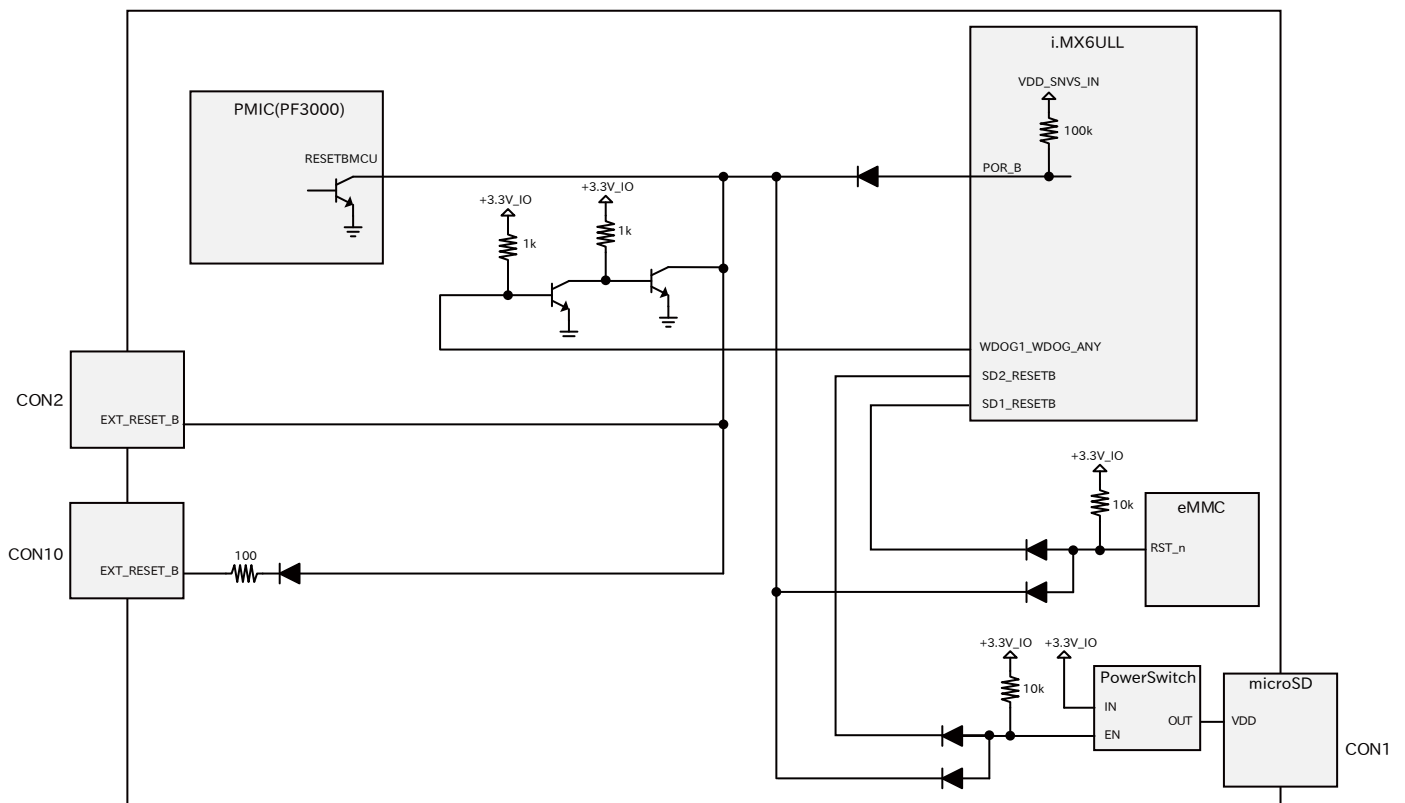 i.MX6ULL
VDD_SNVS_IN
100k
POR_B
PMIC(PF3000)
RESETBMCU
+3.3V_IO
1k
+3.3V_IO
1k
WDOG1_WDOG_ANY
SD2_RESETB
SD1_RESETB
CON2
EXT_RESET_B
CON10
EXT_RESET_B
100
+3.3V_IO
10k
eMMC
RST_n
+3.3V_IO
+3.3V_IO
10k
PowerSwitch
IN
OUT
EN
microSD
VDD
CON1